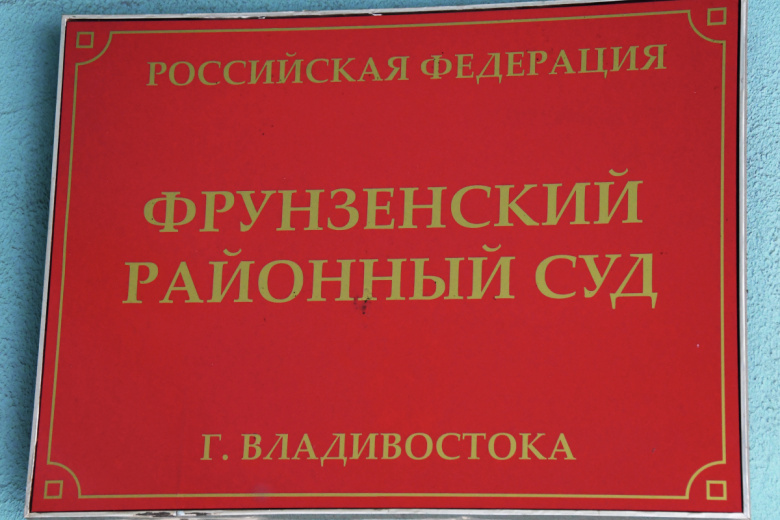 РОССИЙСКАЯ ФЕДЕРАЦИЯ
ФРУНЗЕНСКИЙ
РАЙОННЫЙ СУД
Г. ВЛАДИВОСТОКА